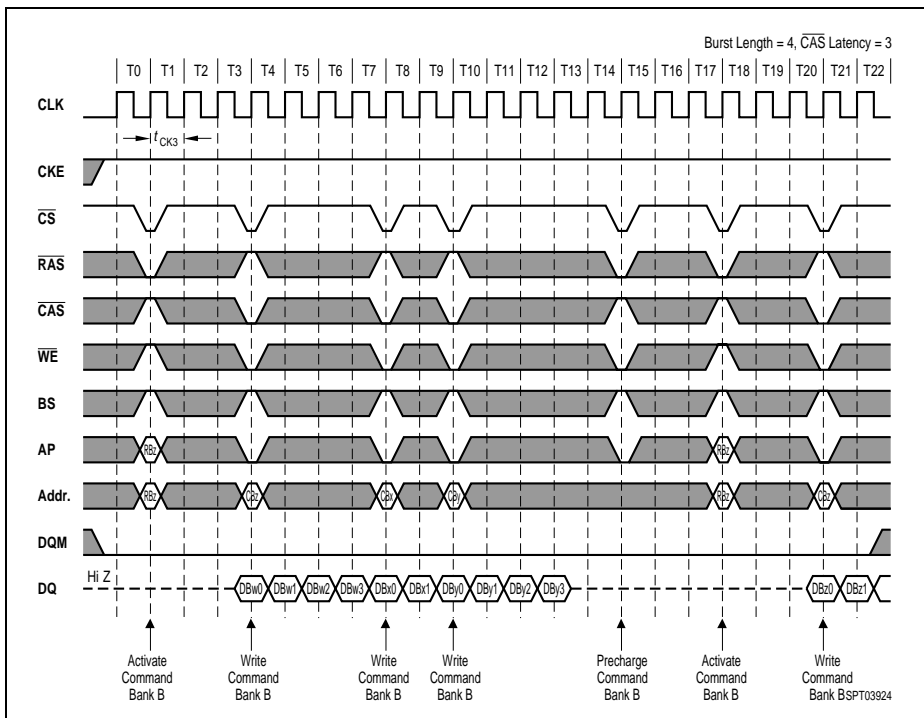 Burst Length = 4, CAS Latency = 3
T0 T1 T2 T3 T4 T5 T6 T7 T8 T9 T10 T11 T12 T13 T14 T15 T16 T17 T18 T19 T20 T21 T22
CLK
t CK3
CKE
CS
RAS
CAS
WE
BS
AP RBz RBz
Addr. RBz CBz CBx CBy RBz CBz
DQM
Hi Z
DQ DBw0 DBw1 DBw2 DBw3 DBx0 DBx1 DBy0 DBy1 DBy2 DBy3 DBz0 DBz1
Activate Command Bank B
Write Command Bank B
Write Command Bank B
Write Command Bank B
Precharge Command Bank B
Activate Command Bank B
Write Command Bank B
SPT03924